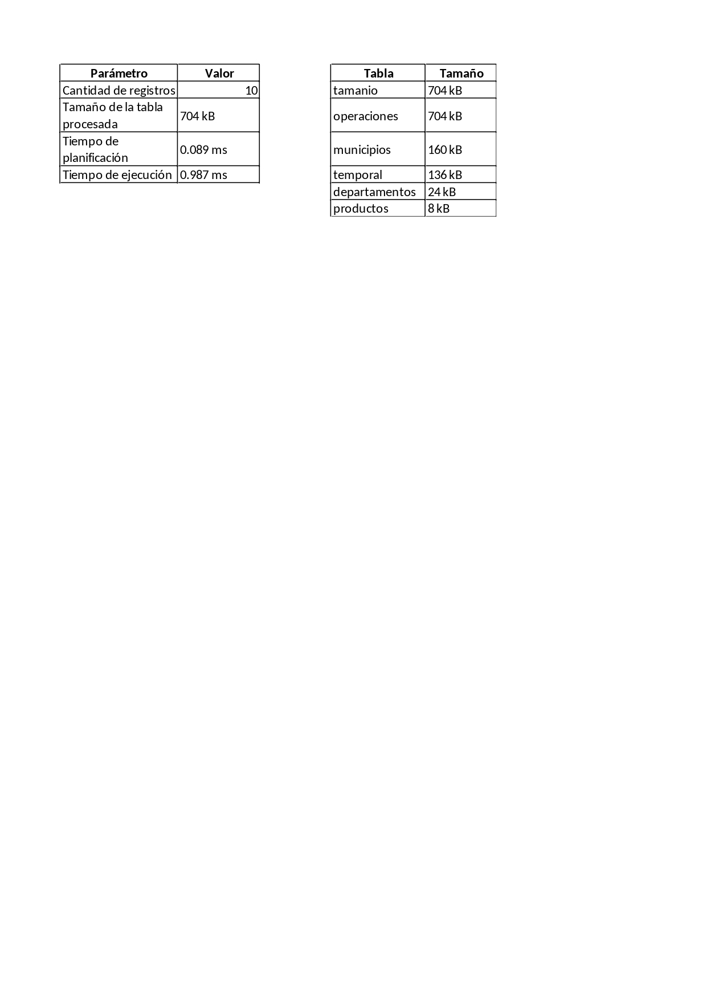 Parámetro Valor
Cantidad de registros 10
Tamaño de la tabla
procesada 704 kB
Tiempo de
planificación 0.089 ms
Tiempo de ejecución 0.987 ms
Tabla Tamaño
tamanio 704 kB
operaciones 704 kB
municipios 160 kB
temporal 136 kB
departamentos 24 kB
productos 8 kB